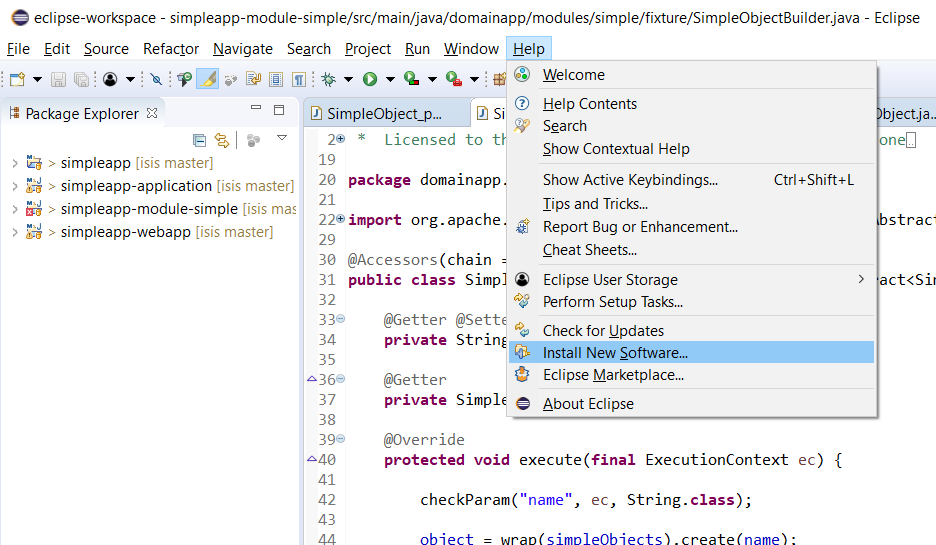 eclipse-workspace - simpleapp-module-simple/src/main/java/domainapp/modules/simple/fixture/SimpleObjectBuilder.java - Eclipse
File Edit Source Refactor Navigate Search Project Run Window Help
Package Explorer
> simpleapp [isis master]
> simpleapp-application [isis master]
> simpleapp-module-simple [isis mas
> simpleapp-webapp [isis master]
SimpleObject_p...
Si
Object.ja..
2 * Licensed to th
one..
19
20 package domainapp.
21
22 import org.apache.
Abstrac
29
30 @Accessors(chain =
31 public class Simpl
ract<Sim
32
33 @Getter @Sette
34 private String
35
36 @Getter
37 private Simple
38
39 @Override
40 protected void execute(final ExecutionContext ec) {
41
42 checkParam("name", ec, String.class);
43
44 object = wrap(simpleObjects).create(name);
Welcome
Help Contents
Search
Show Contextual Help
Show Active Keybindings... Ctrl+Shift+L
Tips and Tricks...
Report Bug or Enhancement...
Cheat Sheets...
Eclipse User Storage
Perform Setup Tasks...
Check for Updates
Install New Software...
Eclipse Marketplace...
About Eclipse